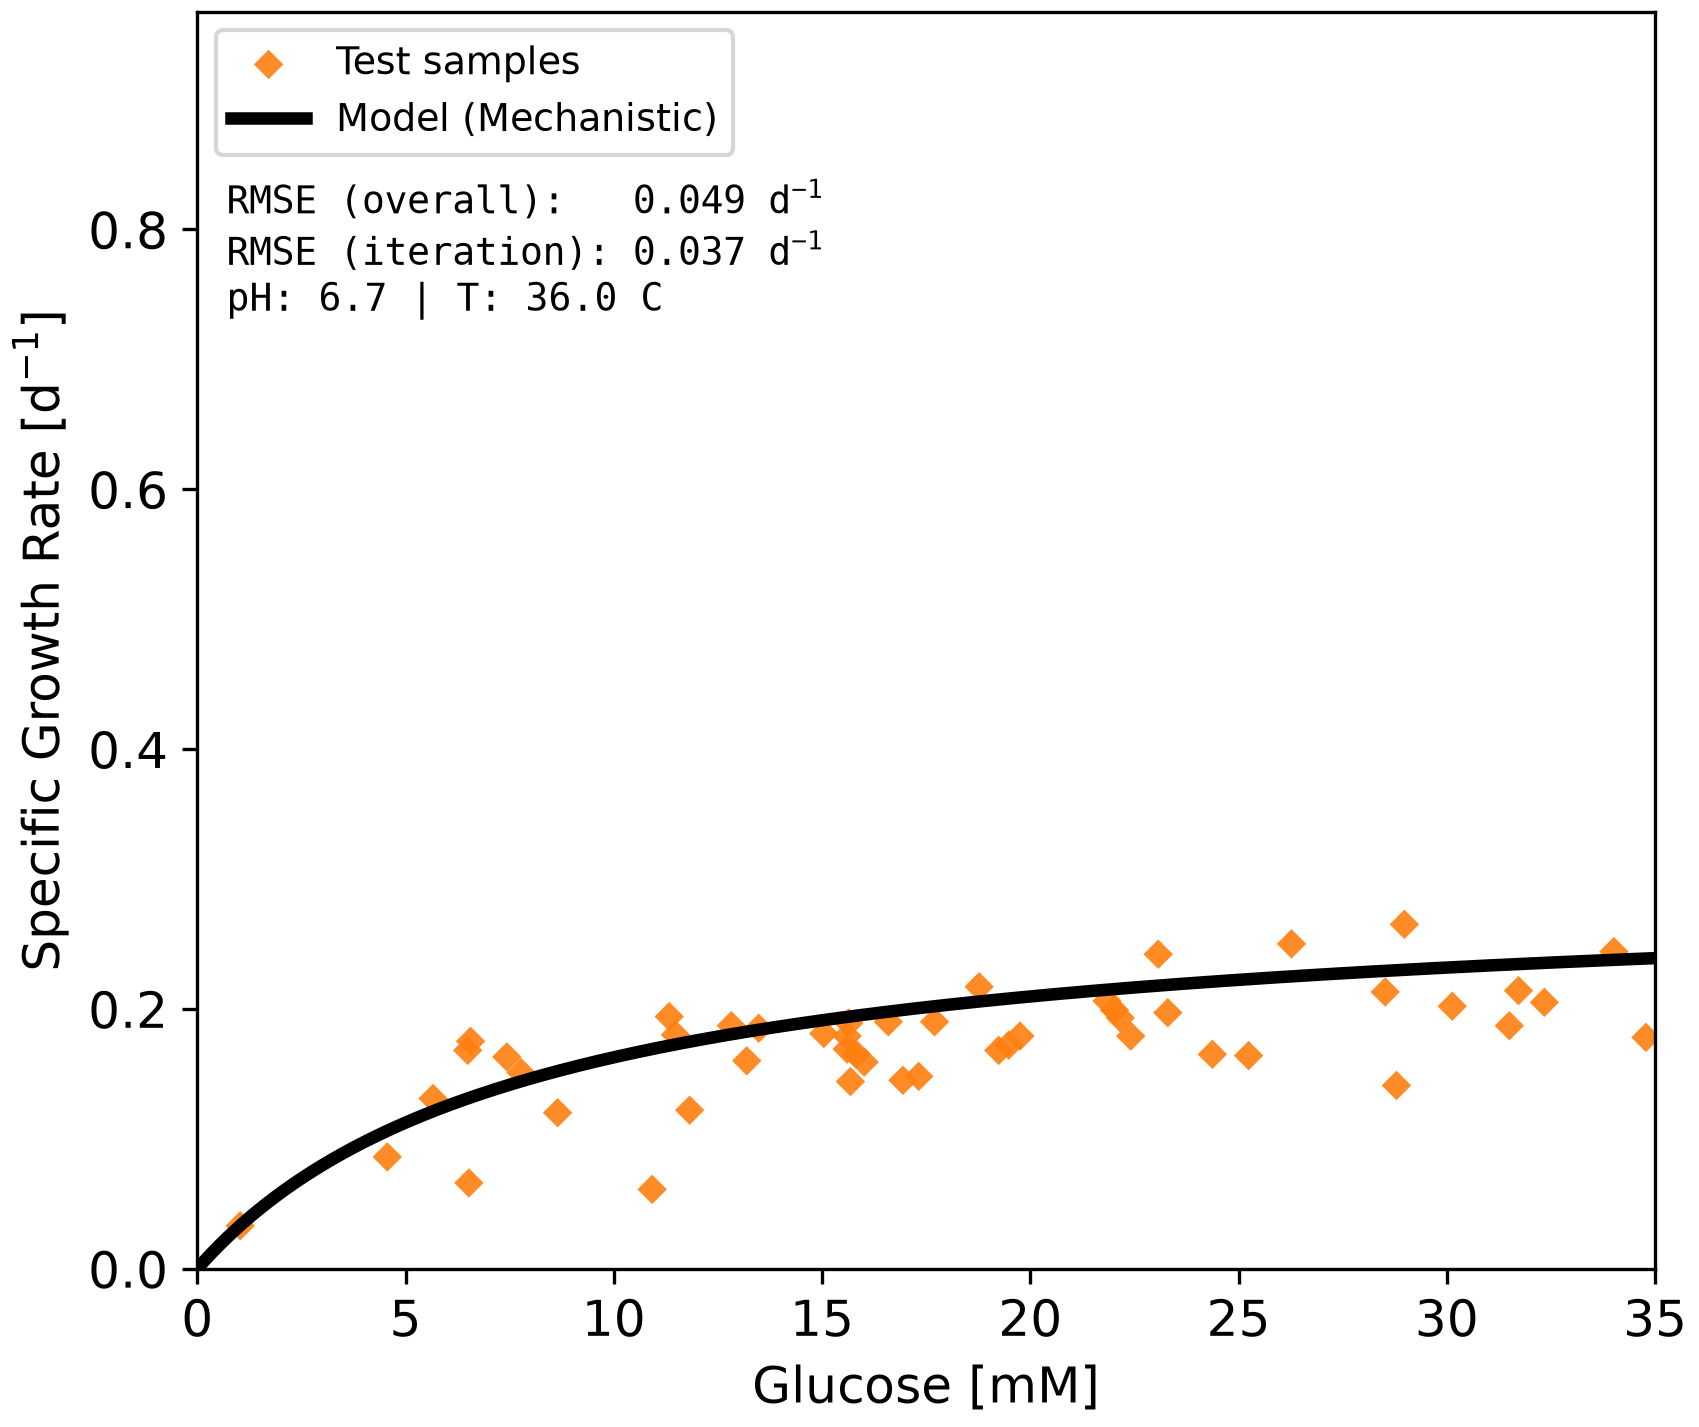 Test samples
Model (Mechanistic)
RMSE (overall):   0.049 d⁻¹
RMSE (iteration): 0.037 d⁻¹
pH: 6.7 | T: 36.0 C
Specific Growth Rate [d⁻¹]
0.8
0.6
0.4
0.2
0.0
0 5 10 15 20 25 30 35
Glucose [mM]